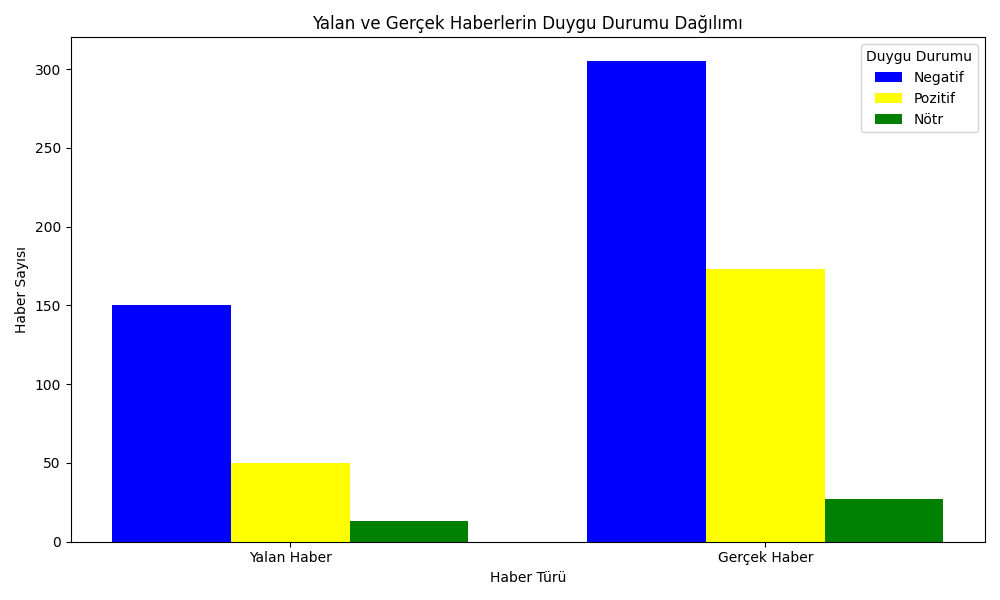 Yalan ve Gerçek Haberlerin Duygu Durumu Dağılımı
Duygu Durumu
Negatif
Pozitif
Nötr
Haber Sayısı
300
250
200
150
100
50
0
Yalan Haber
Gerçek Haber
Haber Türü